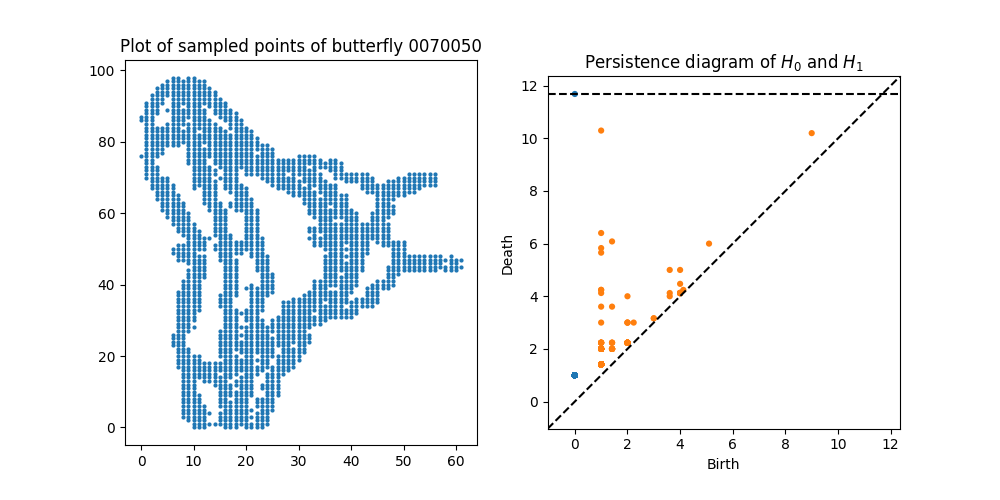 Plot of sampled points of butterfly 0070050
100
80
60
40
20
0
0 10 20 30 40 50 60
Persistence diagram of H₀ and H₁
12
10
8
6
4
2
0
0 2 4 6 8 10 12
Death
Birth